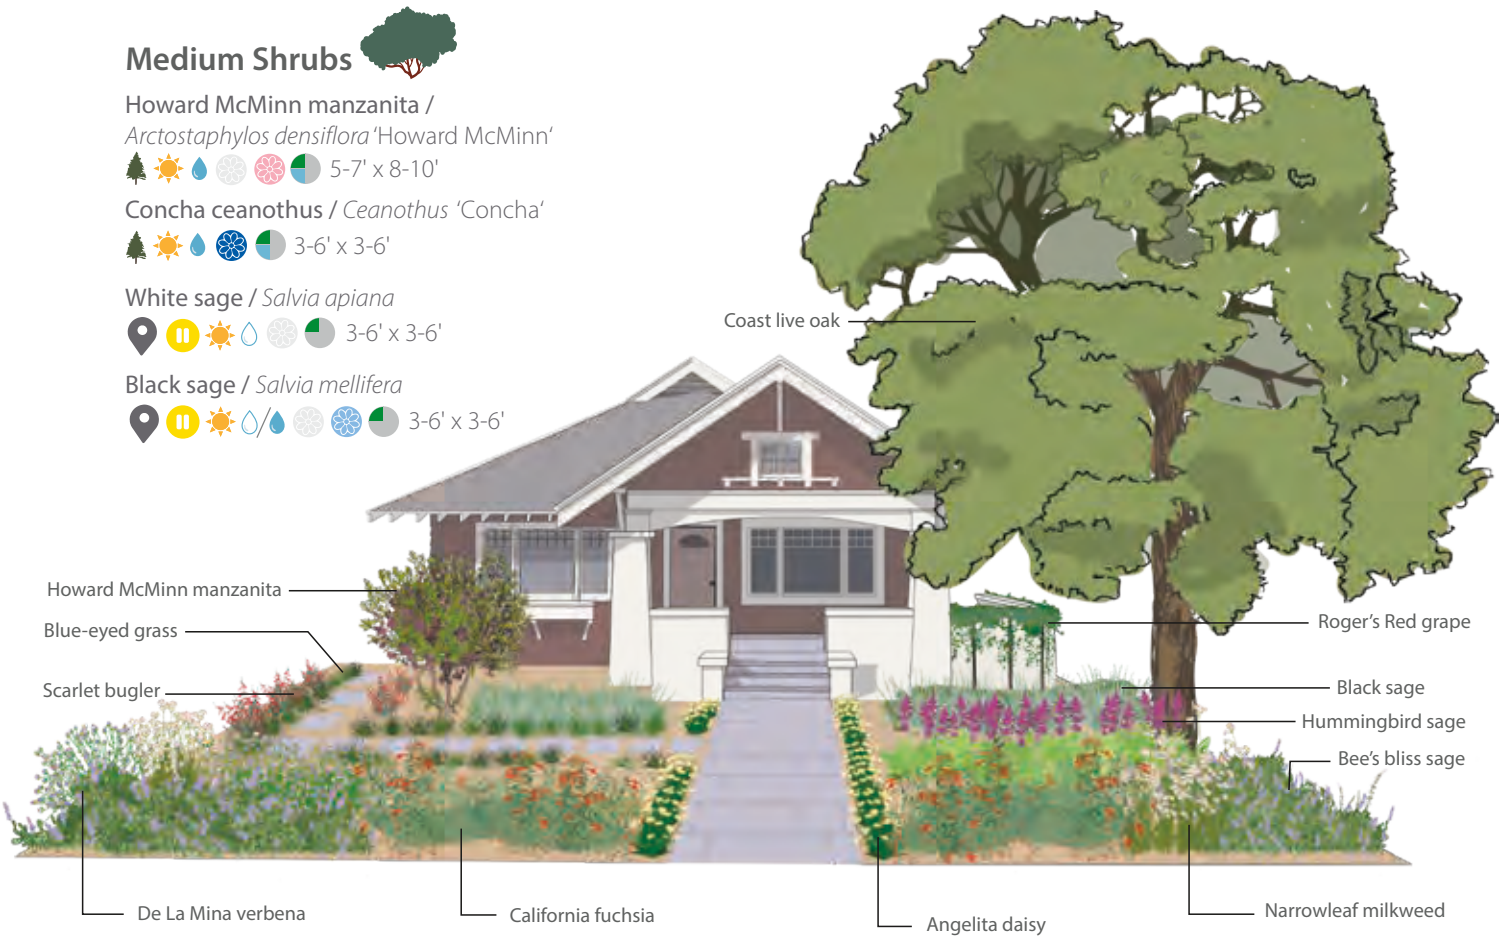 Medium Shrubs
Howard McMinn manzanita /
Arctostaphylos densiflora ‘Howard McMinn‘
5-7' x 8-10'
Concha ceanothus / Ceanothus ‘Concha‘
3-6' x 3-6'
White sage / Salvia apiana
3-6' x 3-6'
Black sage / Salvia mellifera
/
3-6' x 3-6'
Coast live oak
Howard McMinn manzanita
Blue-eyed grass
Scarlet bugler
Roger’s Red grape
Black sage
Hummingbird sage
Bee’s bliss sage
De La Mina verbena
California fuchsia
Angelita daisy
Narrowleaf milkweed